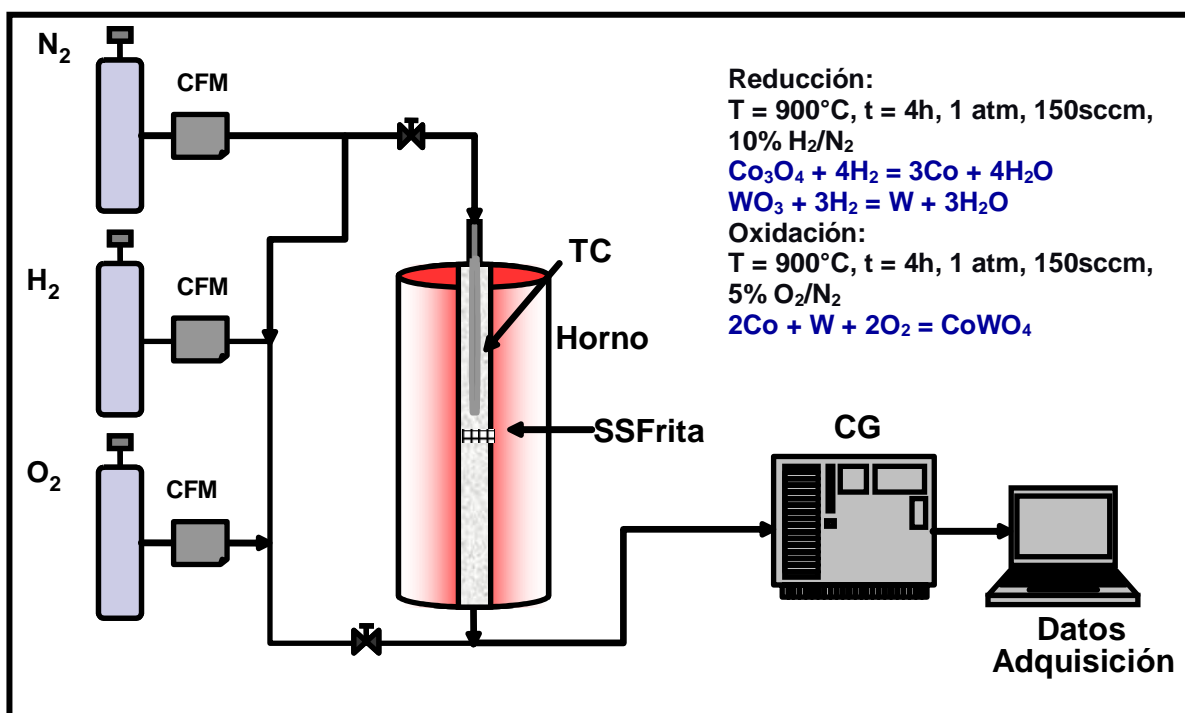 N₂
CFM
H₂
CFM
O₂
CFM
TC
Horno
SSFrita
CG
Datos
Adquisición
Reducción:
T = 900°C, t = 4h, 1 atm, 150sccm,
10% H₂/N₂
Co₃O₄ + 4H₂ = 3Co + 4H₂O
WO₃ + 3H₂ = W + 3H₂O
Oxidación:
T = 900°C, t = 4h, 1 atm, 150sccm,
5% O₂/N₂
2Co + W + 2O₂ = CoWO₄